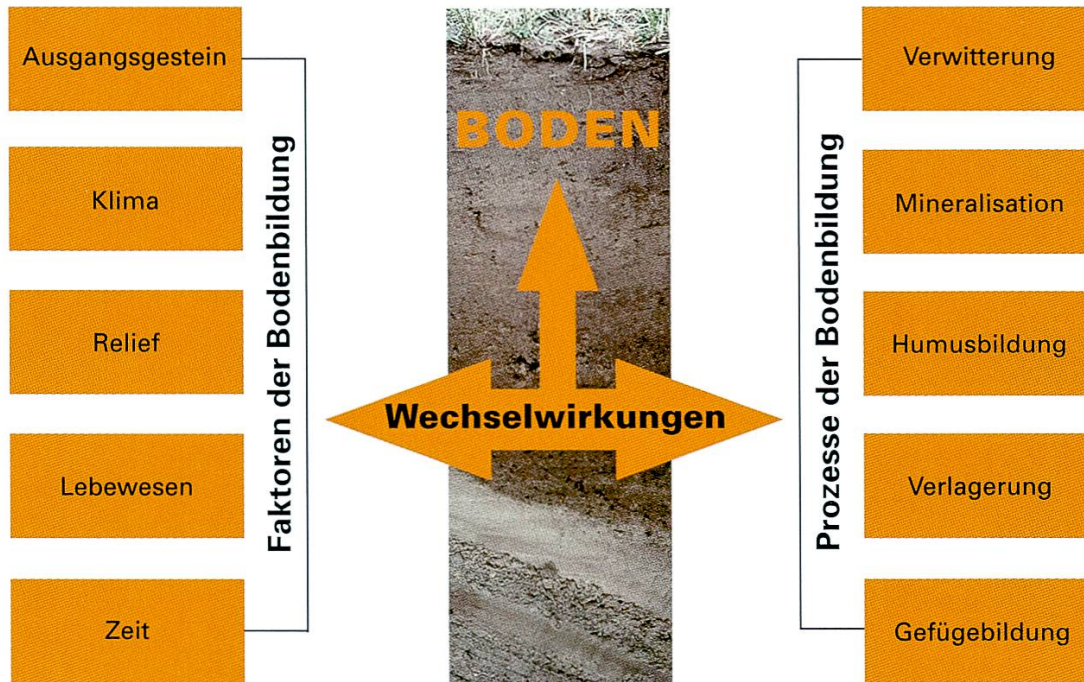 Ausgangsgestein
Klima
Relief
Lebewesen
Zeit
Faktoren der Bodenbildung
BODEN
Wechselwirkungen
Prozesse der Bodenbildung
Verwitterung
Mineralisation
Humusbildung
Verlagerung
Gefügebildung